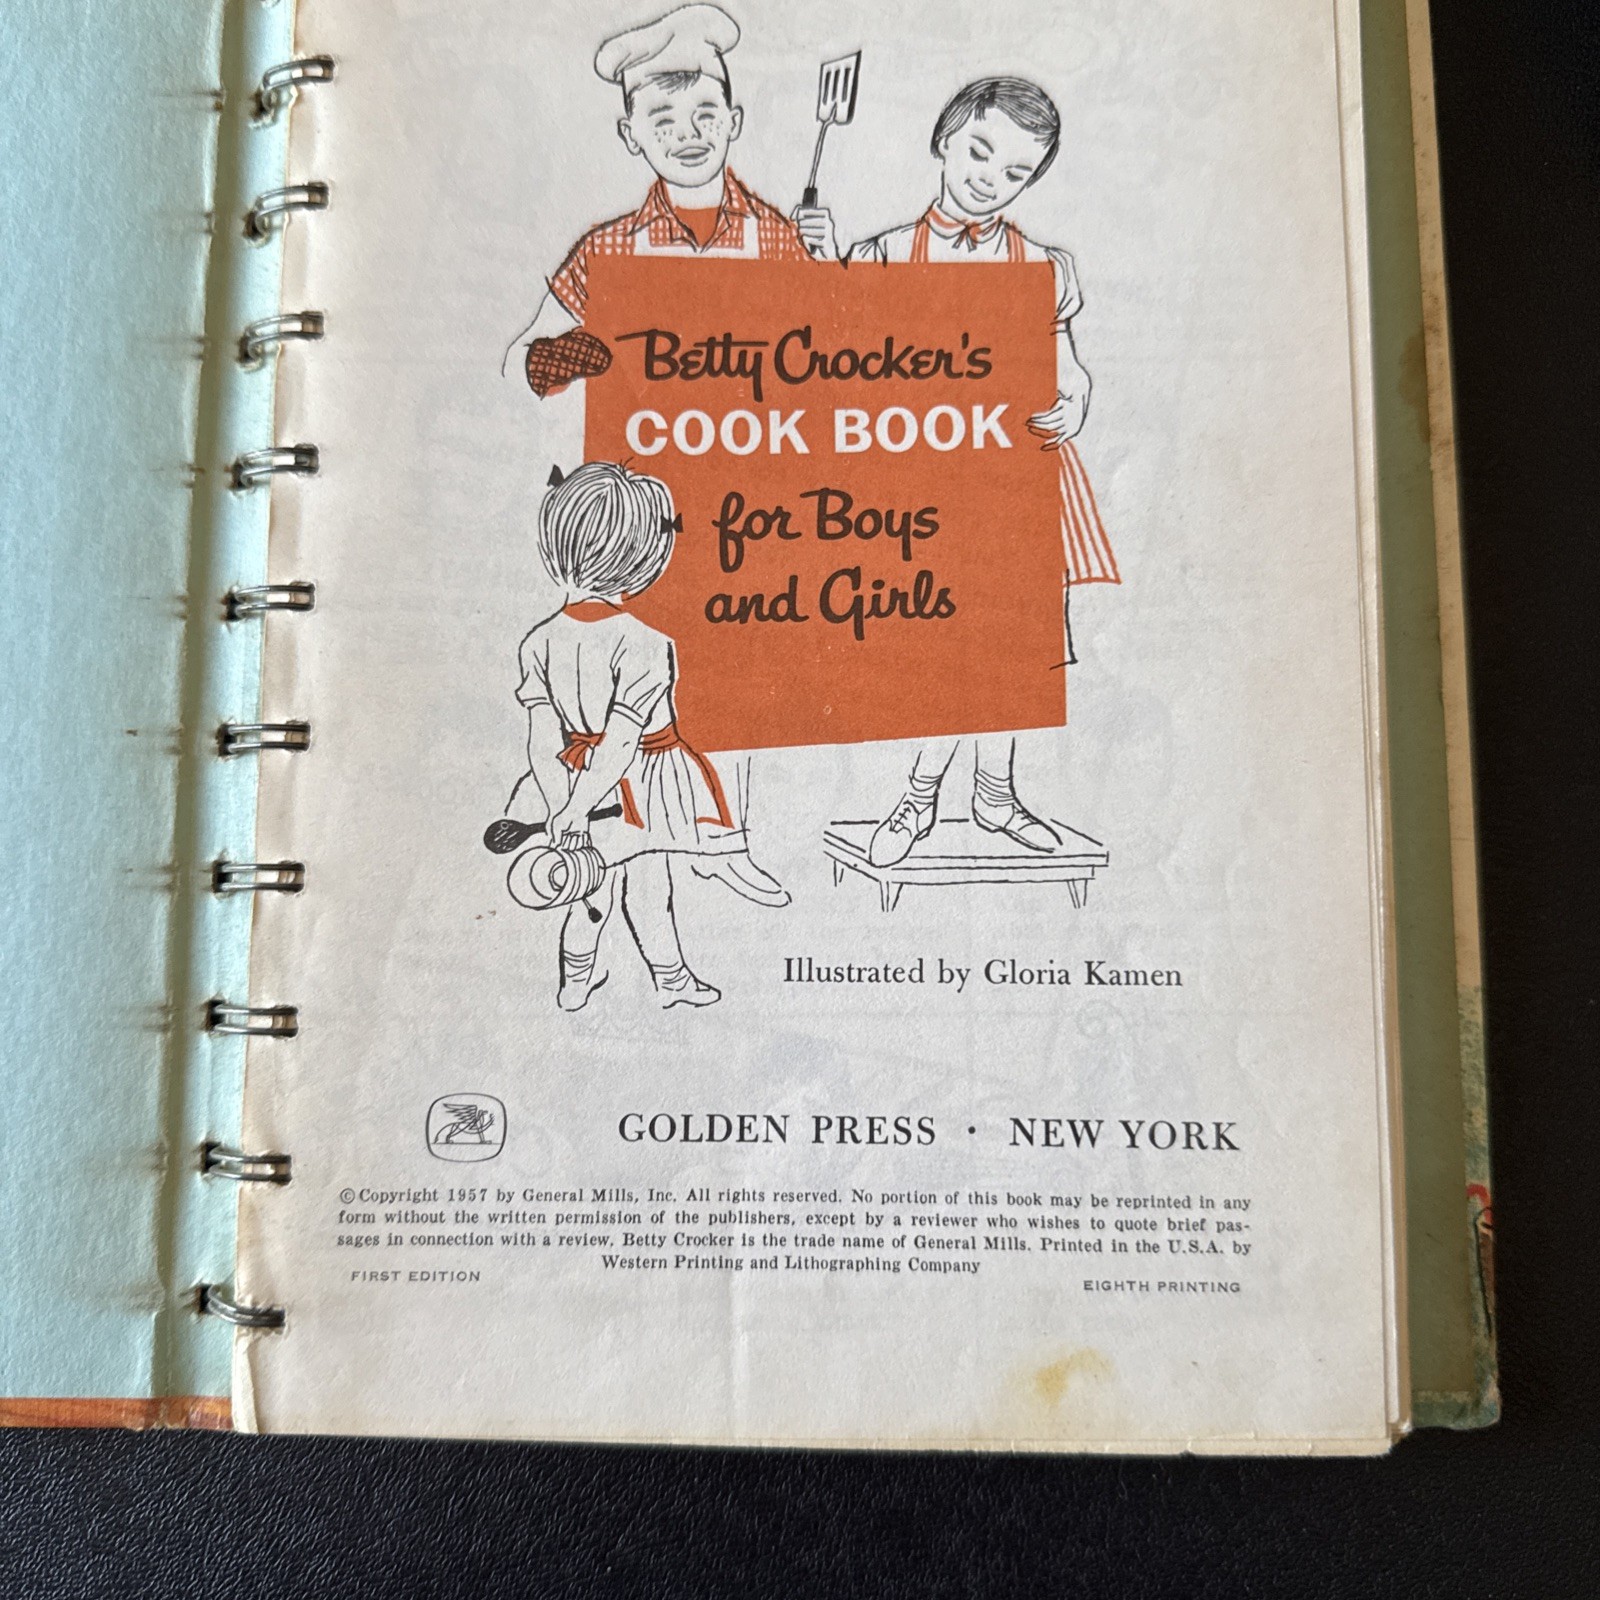 Betty Crocker's
COOK BOOK
for Boys
and Girls
Illustrated by Gloria Kamen
GOLDEN PRESS • NEW YORK
© Copyright 1957 by General Mills, Inc. All rights reserved. No portion of this book may be reprinted in any
form without the written permission of the publishers, except by a reviewer who wishes to quote brief pas-
sages in connection with a review. Betty Crocker is the trade name of General Mills. Printed in the U.S.A. by
Western Printing and Lithographing Company
FIRST EDITION
EIGHTH PRINTING